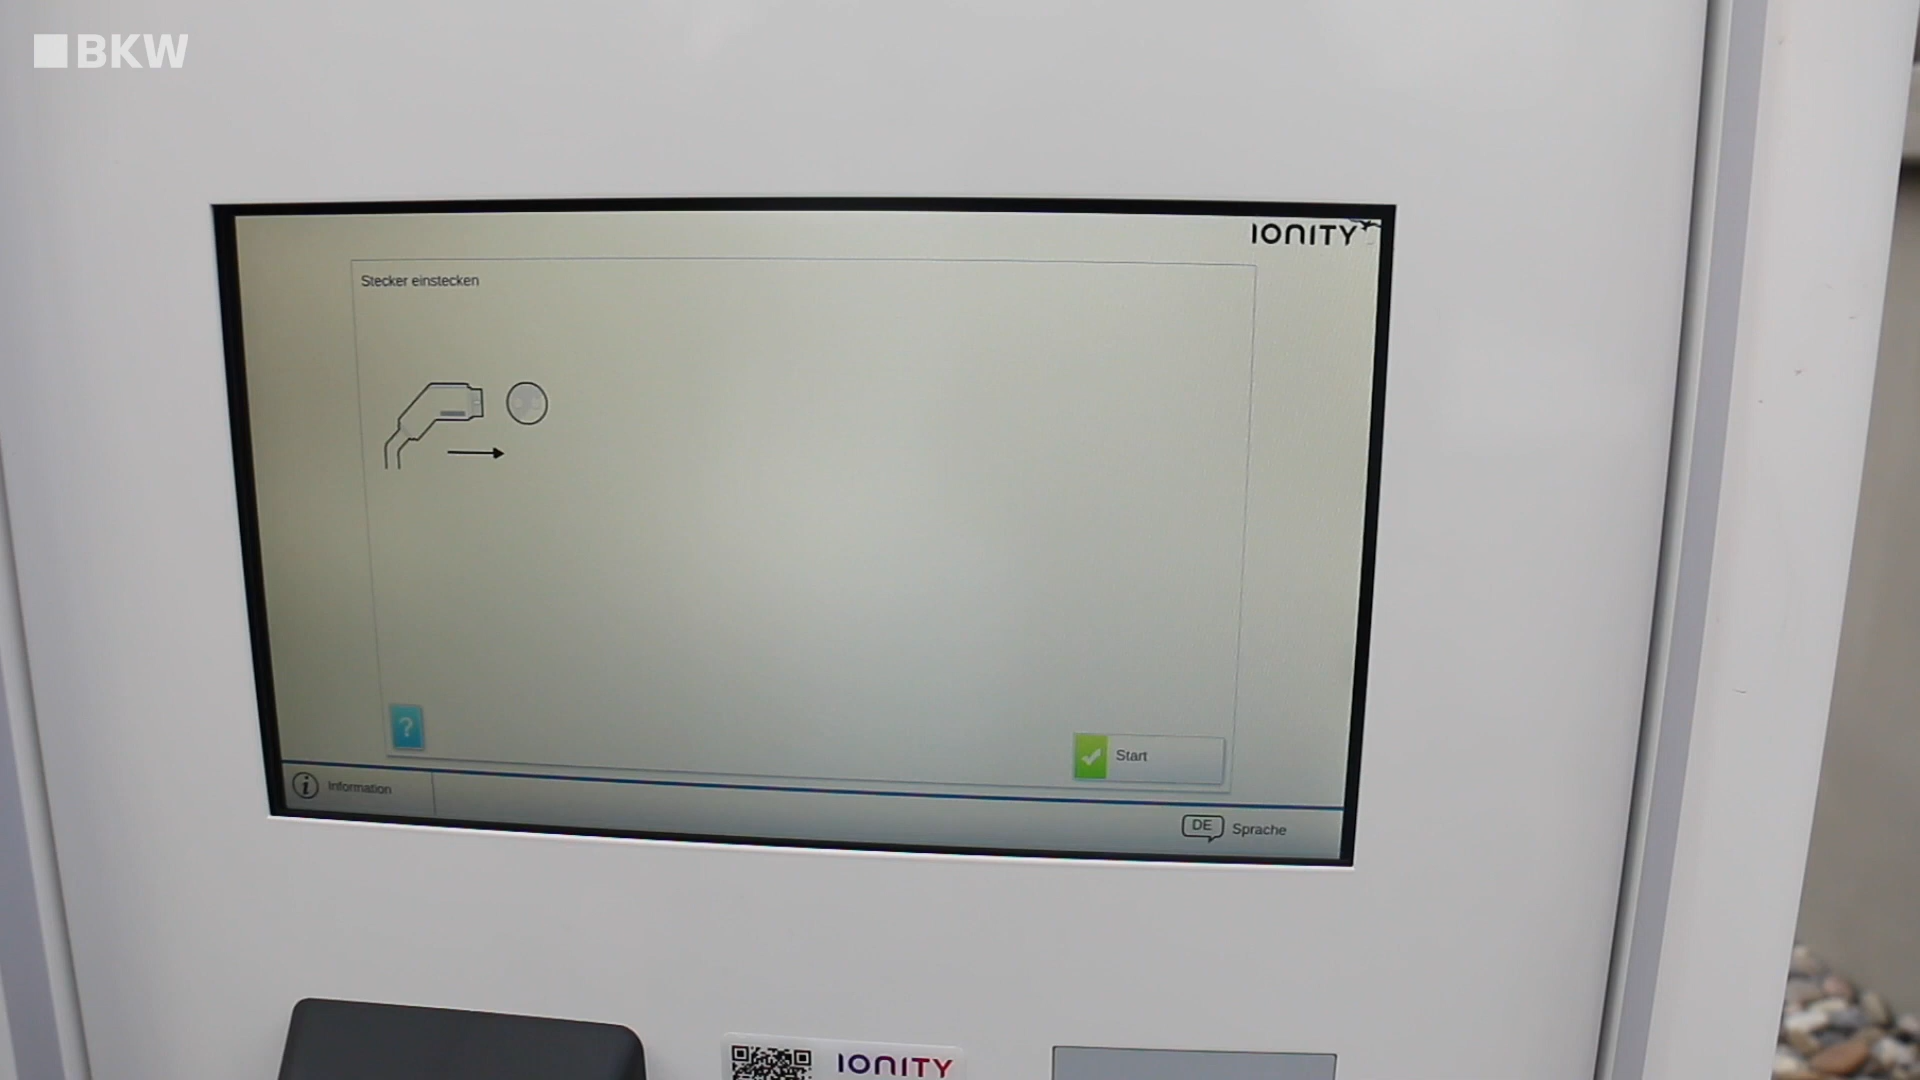 BKW
IONITY
Stecker einstecken
?
Start
i Information
DE Sprache
IONITY